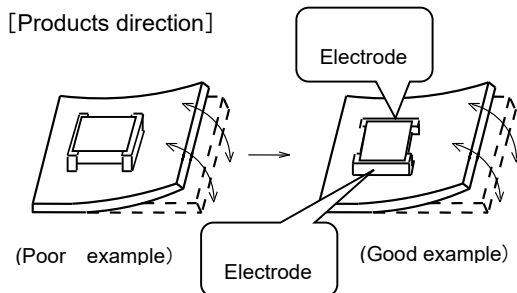 [Products direction]
Electrode
(Poor example)
(Good example)
Electrode